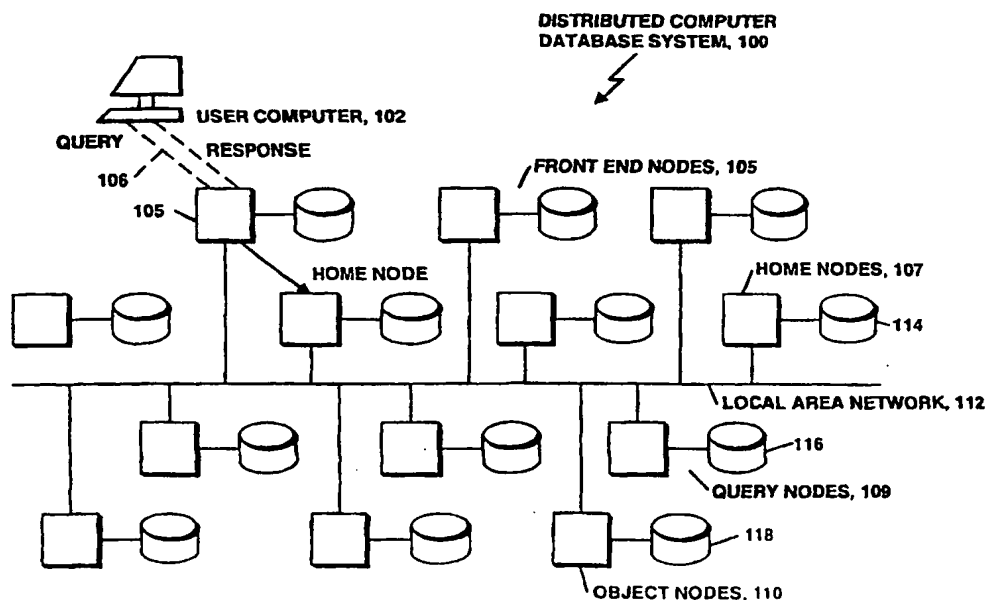 DISTRIBUTED COMPUTER
DATABASE SYSTEM, 100
USER COMPUTER, 102
QUERY
RESPONSE
106
FRONT END NODES, 105
105
HOME NODE
HOME NODES, 107
114
LOCAL AREA NETWORK, 112
116
QUERY NODES, 109
118
OBJECT NODES, 110